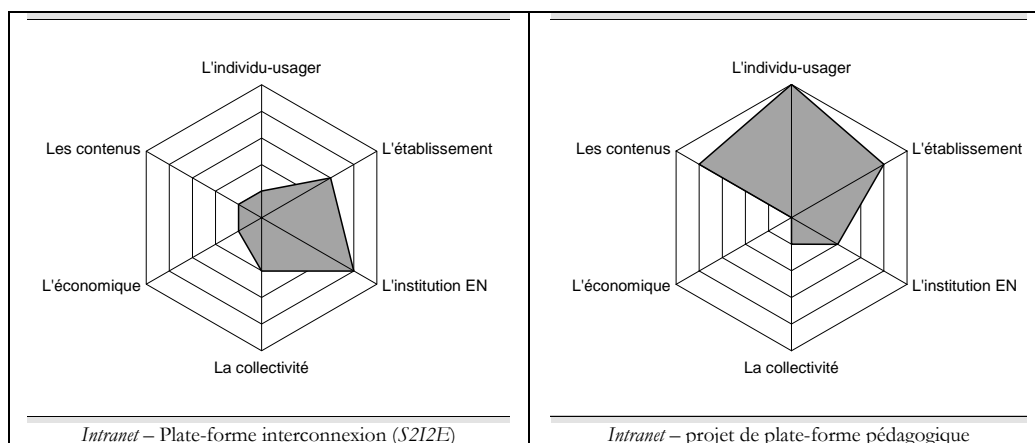 L'individu-usager
Les contenus
L'établissement
L'économique
L'institution EN
La collectivité
Intranet – Plate-forme interconnexion (S2I2E)
L'individu-usager
Les contenus
L'établissement
L'économique
L'institution EN
La collectivité
Intranet – projet de plate-forme pédagogique